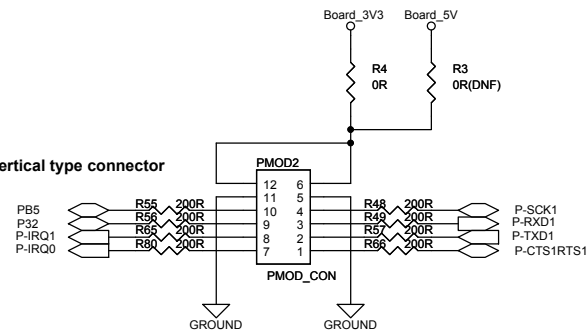 Board_3V3 Board_5V
R4 R3
0R 0R(DNF)
ertical type connector
PMOD2
12 6
11 5
PB5 R55 200R 10 4 R48 200R P-SCK1
P32 R56 200R 9 3 R49 200R P-RXD1
P-IRQ1 R65 200R 8 2 R57 200R P-TXD1
P-IRQ0 R80 200R 7 1 R66 200R P-CTS1RTS1
PMOD_CON
GROUND GROUND